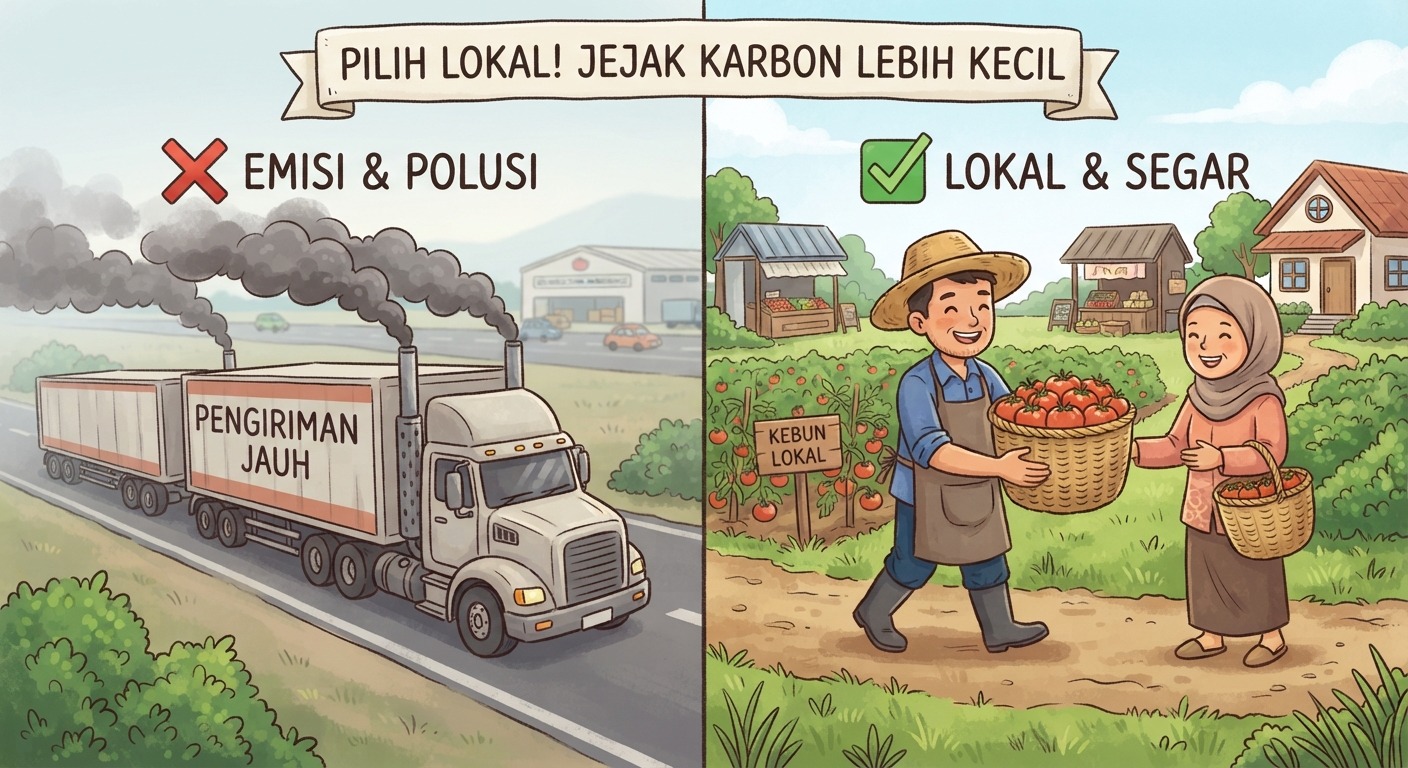 PILIH LOKAL! JEJAK KARBON LEBIH KECIL
EMISI & POLUSI
LOKAL & SEGAR
PENGIRIMAN
JAUH
KEBUN
LOKAL